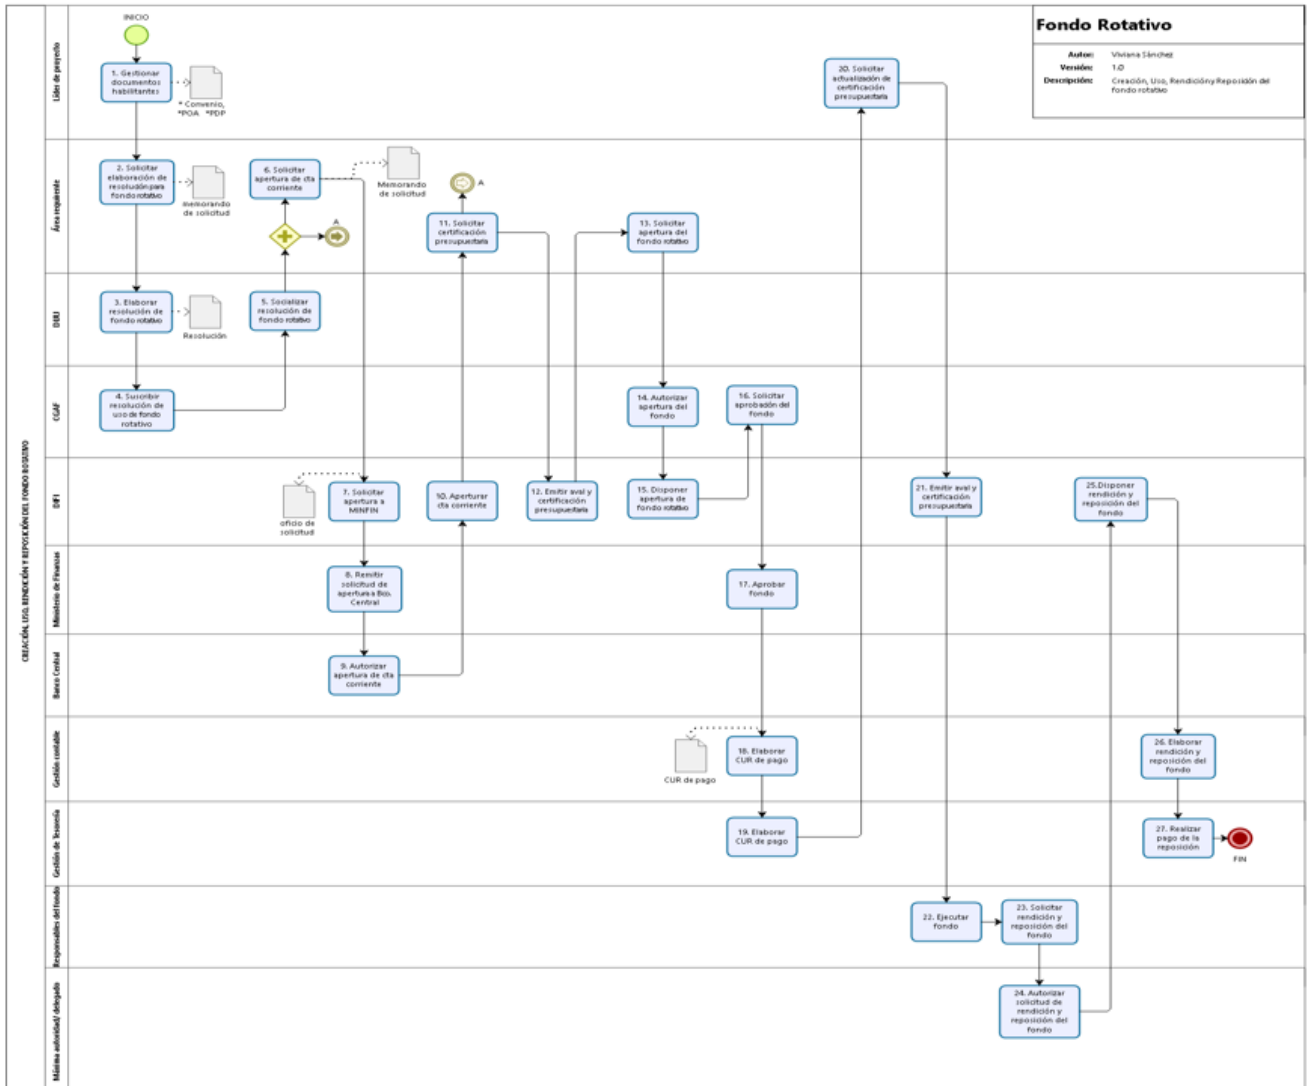 Fondo Rotativo
Autor: Viviana Sánchez
Versión: 1.0
Descripción: Creación, Uso, Rendición y Reposición del
fondo rotativo
CREACIÓN, USO, RENDICIÓN Y REPOSICIÓN DEL FONDO ROTATIVO
Líder de proyecto
INICIO
1. Gestionar
documentos
habilitantes
* Convenio,
*POA *PDP
20. Solicitar
actualización de
certificación
presupuestaria
Área requirente
2. Solicitar
elaboración de
resolución para
fondo rotativo
memorando
de solicitud
6. Solicitar
apertura de cta
corriente
Memorando
de solicitud
A
A
11. Solicitar
certificación
presupuestaria
13. Solicitar
apertura del
fondo rotativo
3. Elaborar
resolución de
fondo rotativo
Resolución
5. Socializar
resolución de
fondo rotativo
CGAF
4. Suscribir
resolución de
uso de fondo
rotativo
14. Autorizar
apertura del
fondo
16. Solicitar
aprobación del
fondo
DFI
oficio de
solicitud
7. Solicitar
apertura a
MINFIN
10. Aperturar
cta corriente
12. Emitir aval y
certificación
presupuestaria
15. Disponer
apertura de
fondo rotativo
21. Emitir aval y
certificación
presupuestaria
25.Disponer
rendición y
reposición del
fondo
Ministerio de Finanzas
8. Remitir
solicitud de
apertura a Bco.
Central
17. Aprobar
fondo
Banco Central
9. Autorizar
apertura de cta
corriente
Gestión contable
CUR de pago
18. Elaborar
CUR de pago
26. Elaborar
rendición y
reposición del
fondo
Gestión de Tesorería
19. Elaborar
CUR de pago
27. Realizar
pago de la
reposición
FIN
Responsables del fondo
22. Ejecutar
fondo
23. Solicitar
rendición y
reposición del
fondo
Máxima autoridad/ delegado
24. Autorizar
solicitud de
rendición y
reposición del
fondo